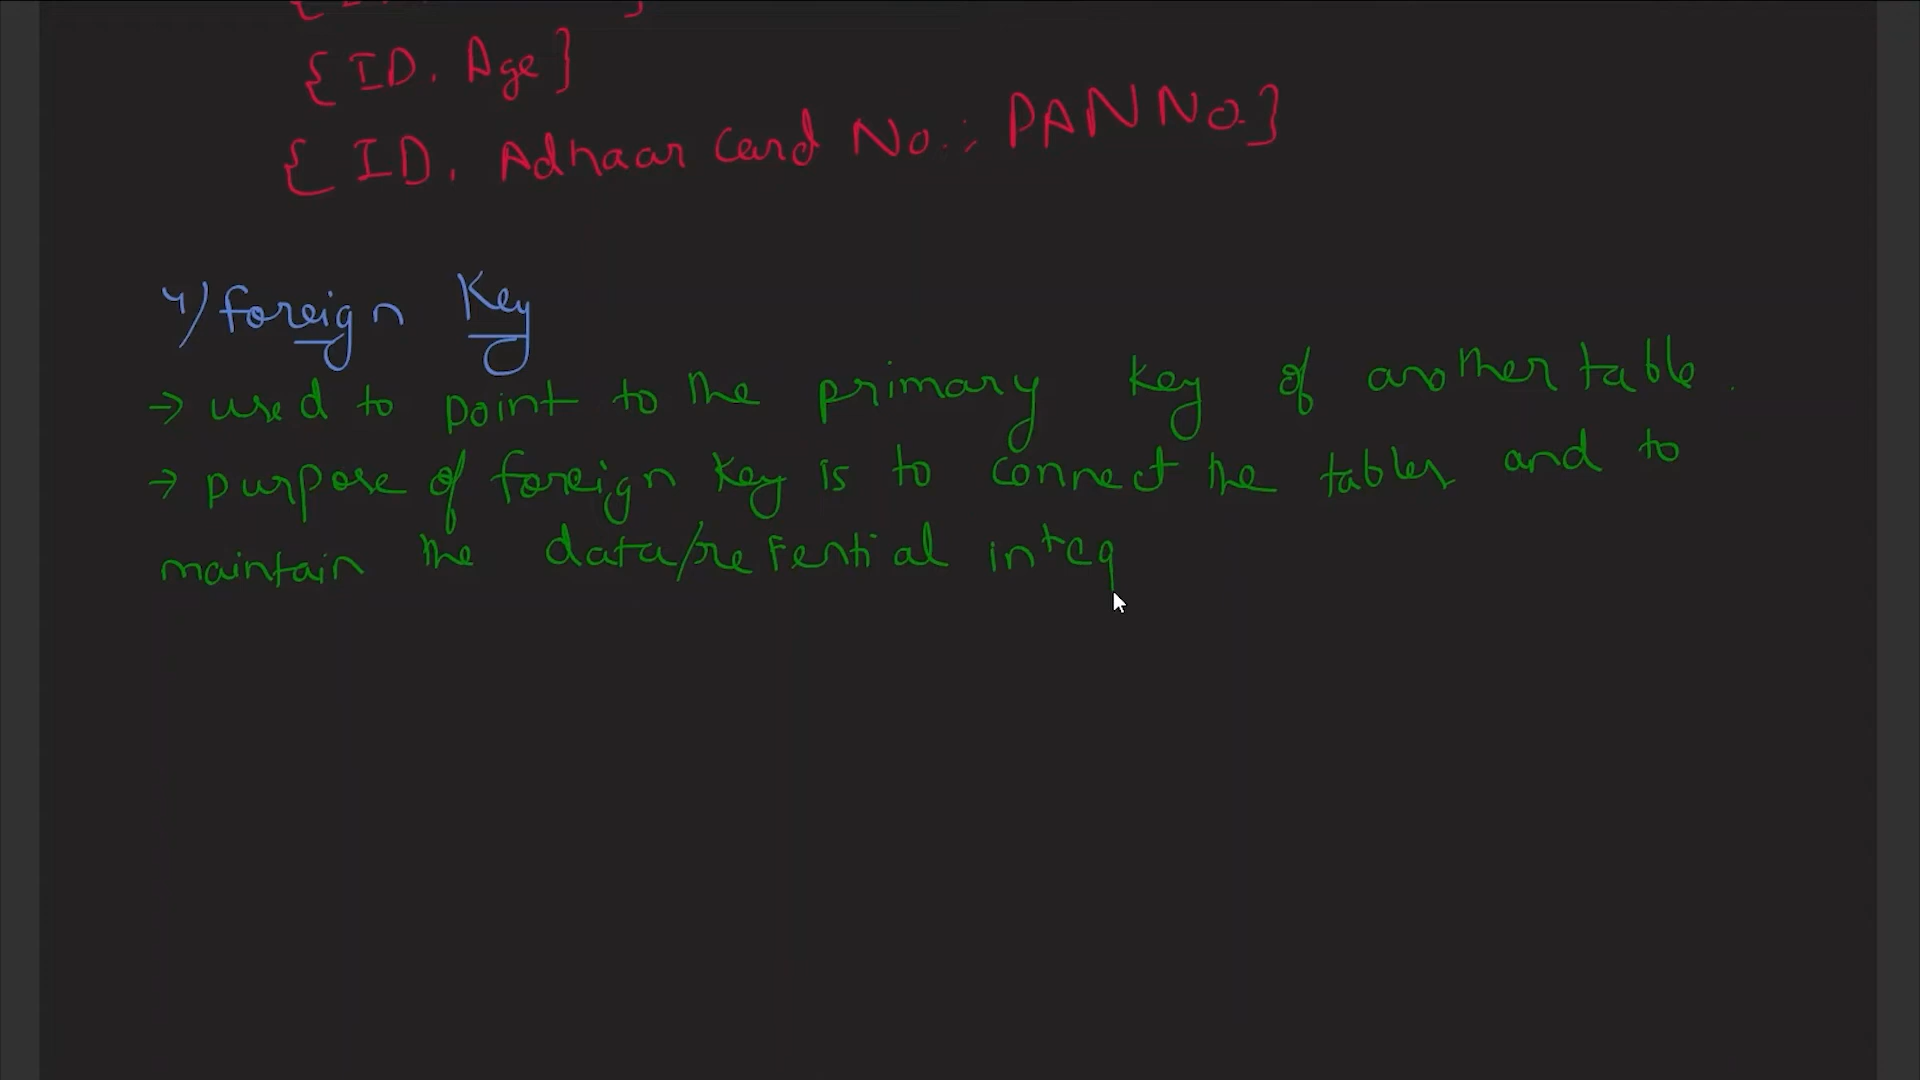 {ID, Age}
{ID, Adhaar Card No., PAN No.}
4) foreign Key
→ used to point to the primary key of another table.
→ purpose of foreign key is to connect the tables and to
maintain the data/refential integ